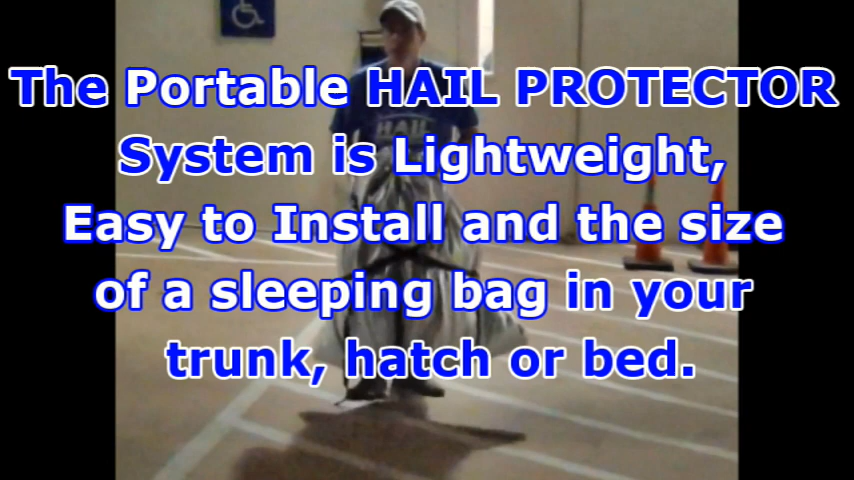 The Portable HAIL PROTECTOR
System is Lightweight,
Easy to Install and the size
of a sleeping bag in your
trunk, hatch or bed.
HAIL